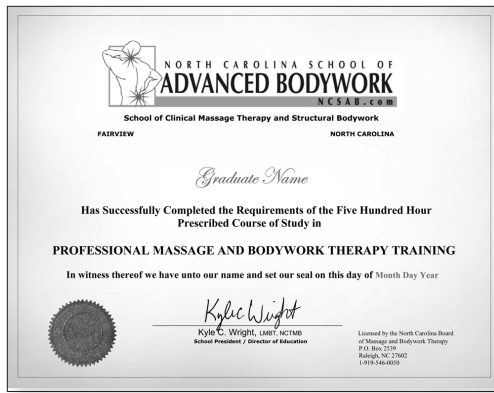 NORTH CAROLINA SCHOOL OF
ADVANCED BODYWORK
NCSAB.com
School of Clinical Massage Therapy and Structural Bodywork
FAIRVIEW NORTH CAROLINA
Graduate Name
Has Successfully Completed the Requirements of the Five Hundred Hour
Prescribed Course of Study in
PROFESSIONAL MASSAGE AND BODYWORK THERAPY TRAINING
In witness thereof we have unto our name and set our seal on this day of Month Day Year
Kylie C. Wright
Kyle C. Wright, LMBT, NCTMB
School President / Director of Education
Licensed by the North Carolina Board
of Massage and Bodywork Therapy
P.O. Box 2539
Raleigh, NC 27602
1-919-546-0050